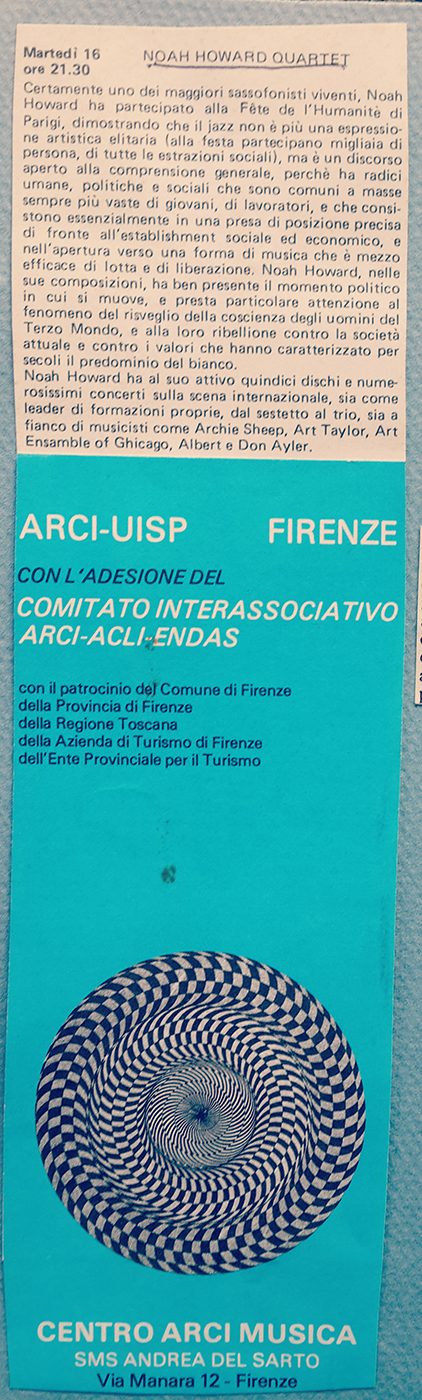 Martedì 16 NOAH HOWARD QUARTET
ore 21.30
Certamente uno dei maggiori sassofonisti viventi, Noah
Howard ha partecipato alla Fête de l'Humanitè di
Parigi, dimostrando che il jazz non è più una espressio-
ne artistica elitaria (alla festa partecipano migliaia di
persona, di tutte le estrazioni sociali), ma è un discorso
aperto alla comprensione generale, perchè ha radici
umane, politiche e sociali che sono comuni a masse
sempre più vaste di giovani, di lavoratori, e che consi-
stono essenzialmente in una presa di posizione precisa
di fronte all'establishment sociale ed economico, e
nell'apertura verso una forma di musica che è mezzo
efficace di lotta e di liberazione. Noah Howard, nelle
sue composizioni, ha ben presente il momento politico
in cui si muove, e presta particolare attenzione al
fenomeno del risveglio della coscienza degli uomini del
Terzo Mondo, e alla loro ribellione contro la società
attuale e contro i valori che hanno caratterizzato per
secoli il predominio del bianco.
Noah Howard ha al suo attivo quindici dischi e nume-
rosissimi concerti sulla scena internazionale, sia come
leader di formazioni proprie, dal sestetto al trio, sia a
fianco di musicisti come Archie Sheep, Art Taylor, Art
Ensamble of Ghicago, Albert e Don Ayler.
ARCI-UISP FIRENZE
CON L'ADESIONE DEL
COMITATO INTERASSOCIATIVO
ARCI-ACLI-ENDAS
con il patrocinio del Comune di Firenze
della Provincia di Firenze
della Regione Toscana
della Azienda di Turismo di Firenze
dell'Ente Provinciale per il Turismo
CENTRO ARCI MUSICA
SMS ANDREA DEL SARTO
Via Manara 12 - Firenze